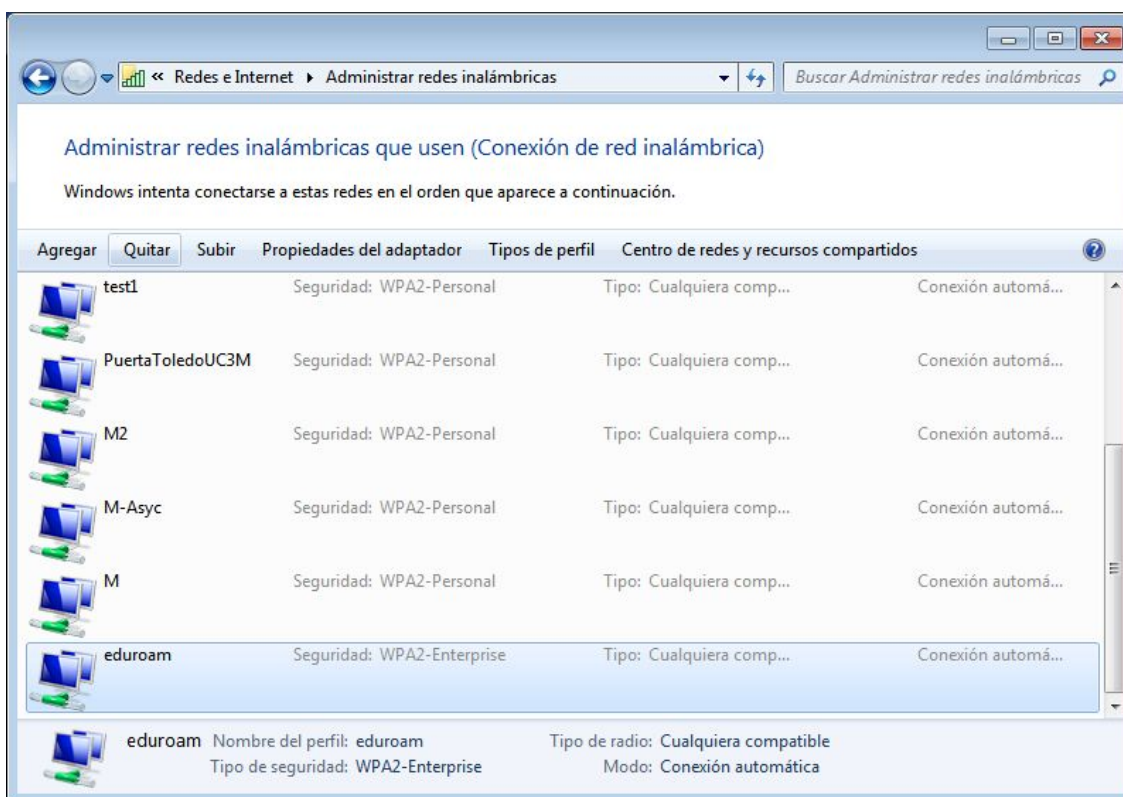 « Redes e Internet ▸ Administrar redes inalámbricas Buscar Administrar redes inalámbricas
Administrar redes inalámbricas que usen (Conexión de red inalámbrica)
Windows intenta conectarse a estas redes en el orden que aparece a continuación.
Agregar Quitar Subir Propiedades del adaptador Tipos de perfil Centro de redes y recursos compartidos
test1 Seguridad: WPA2-Personal Tipo: Cualquiera comp... Conexión automá...
PuertaToledoUC3M Seguridad: WPA2-Personal Tipo: Cualquiera comp... Conexión automá...
M2 Seguridad: WPA2-Personal Tipo: Cualquiera comp... Conexión automá...
M-Asyc Seguridad: WPA2-Personal Tipo: Cualquiera comp... Conexión automá...
M Seguridad: WPA2-Personal Tipo: Cualquiera comp... Conexión automá...
eduroam Seguridad: WPA2-Enterprise Tipo: Cualquiera comp... Conexión automá...
eduroam Nombre del perfil: eduroam Tipo de radio: Cualquiera compatible
Tipo de seguridad: WPA2-Enterprise Modo: Conexión automática